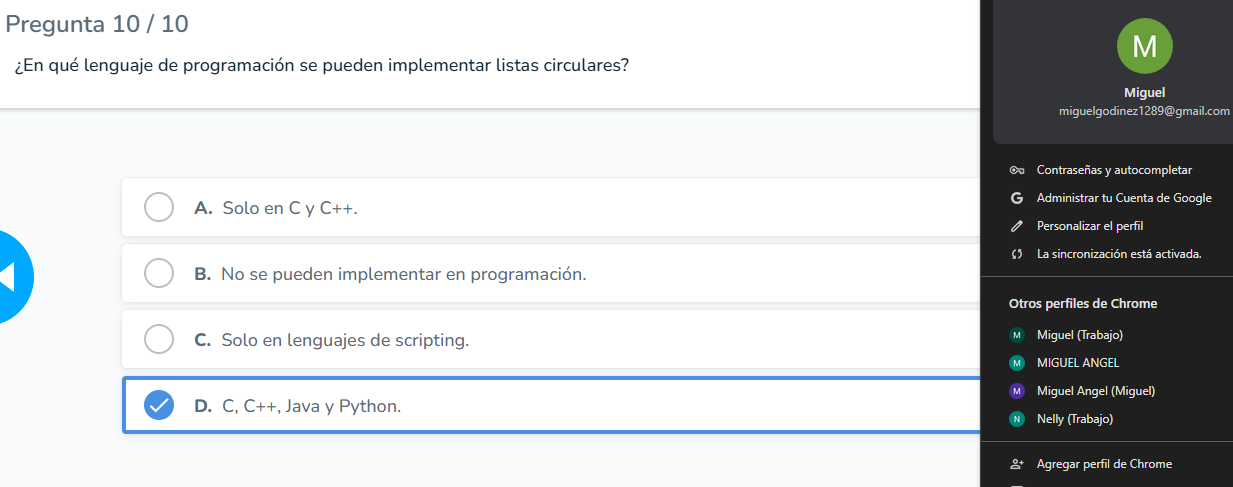 Pregunta 10 / 10
¿En qué lenguaje de programación se pueden implementar listas circulares?
A. Solo en C y C++.
B. No se pueden implementar en programación.
C. Solo en lenguajes de scripting.
D. C, C++, Java y Python.
M
Miguel
miguelgodinez1289@gmail.com
Contraseñas y autocompletar
G Administrar tu Cuenta de Google
Personalizar el perfil
La sincronización está activada.
Otros perfiles de Chrome
M Miguel (Trabajo)
M MIGUEL ANGEL
M Miguel Angel (Miguel)
N Nelly (Trabajo)
Agregar perfil de Chrome